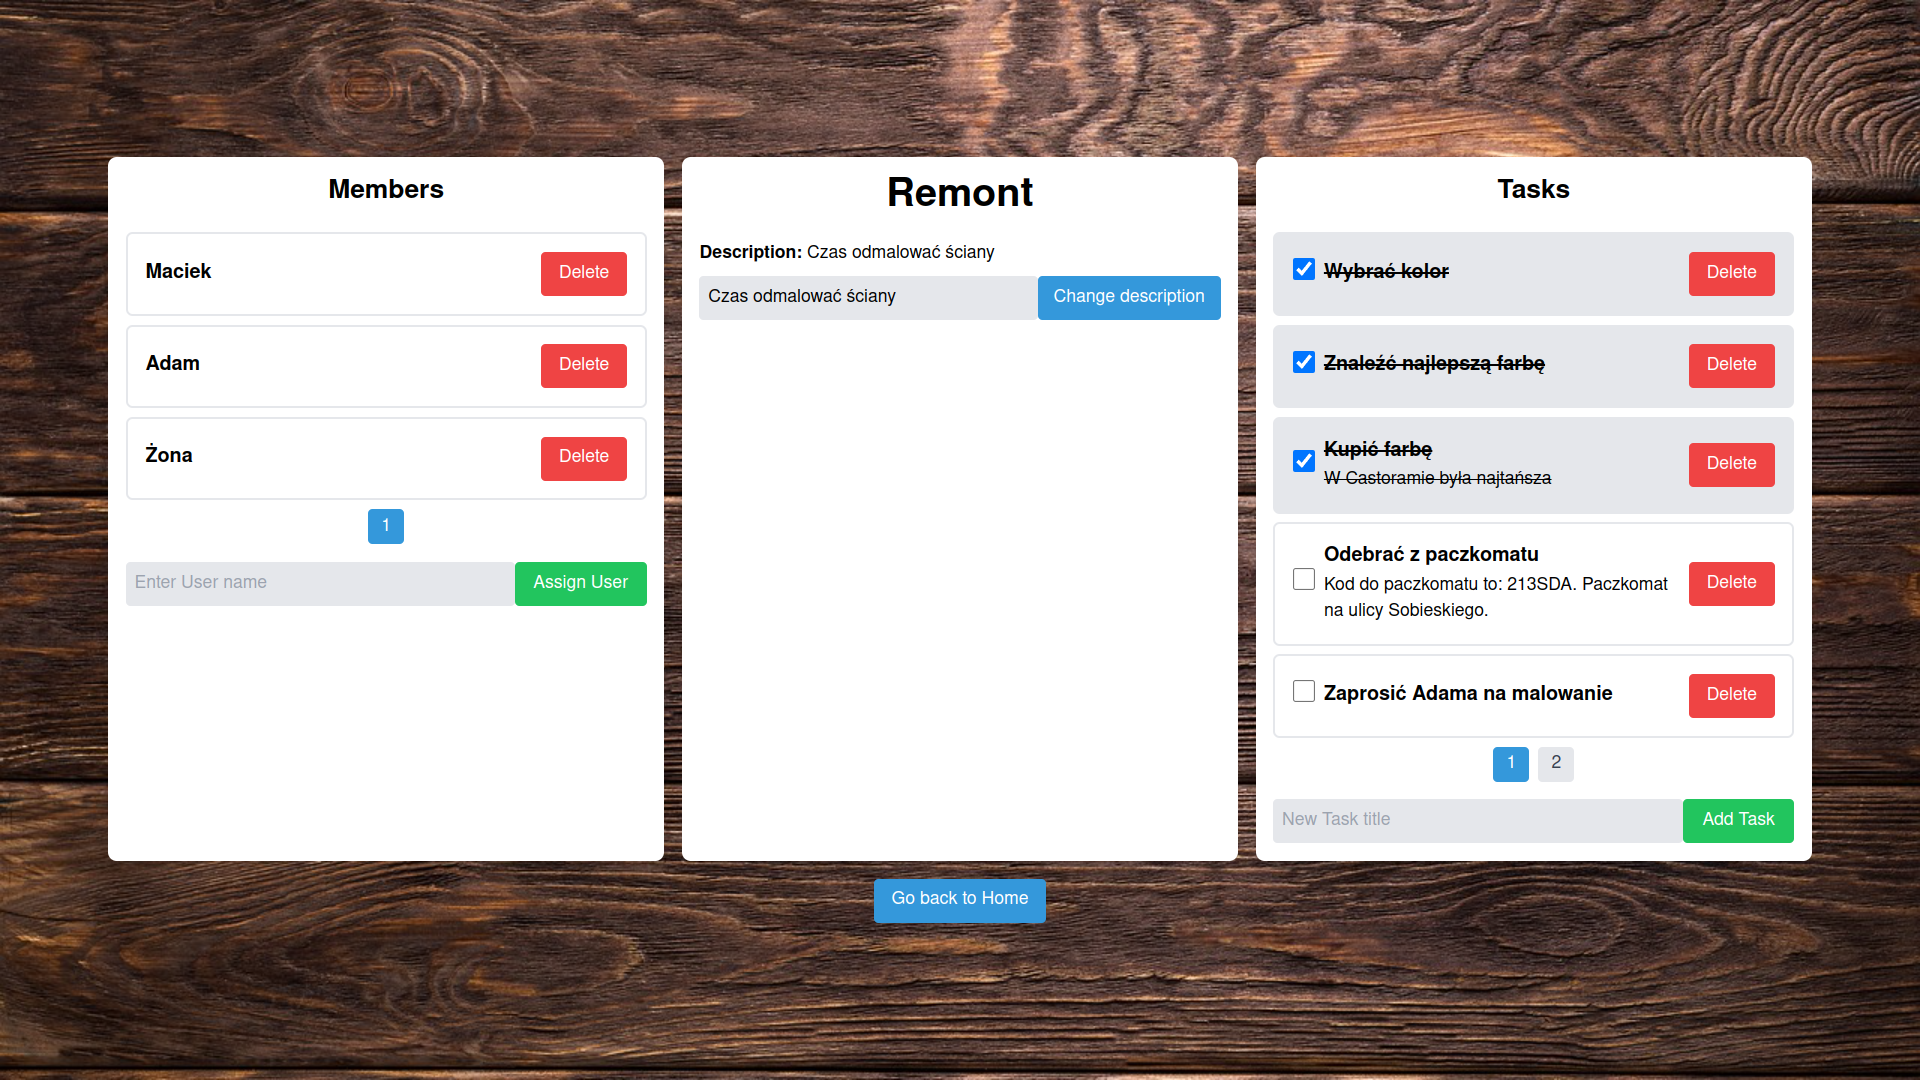 Members
Maciek
Delete
Adam
Delete
Żona
Delete
1
Enter User name
Assign User
Remont
Description: Czas odmalować ściany
Czas odmalować ściany
Change description
Tasks
Wybrać kolor
Delete
Znaleźć najlepszą farbę
Delete
Kupić farbę
W Castoramie była najtańsza
Delete
Odebrać z paczkomatu
Kod do paczkomatu to: 213SDA. Paczkomat
na ulicy Sobieskiego.
Delete
Zaprosić Adama na malowanie
Delete
1 2
New Task title
Add Task
Go back to Home